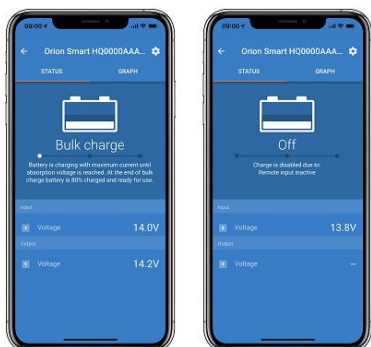 09:00
Orion Smart HQ0000AAA...
STATUS
GRAPH
Bulk charge
Battery is charging with maximum current until
absorption voltage is reached. At the end of bulk
charge battery is 80% charged and ready for use.
Input
Voltage
14.0V
Output
Voltage
14.2V
09:00
Orion Smart HQ0000AAA...
STATUS
GRAPH
Off
Charge is disabled due to:
Remote input inactive
Input
Voltage
13.8V
Output
Voltage
--